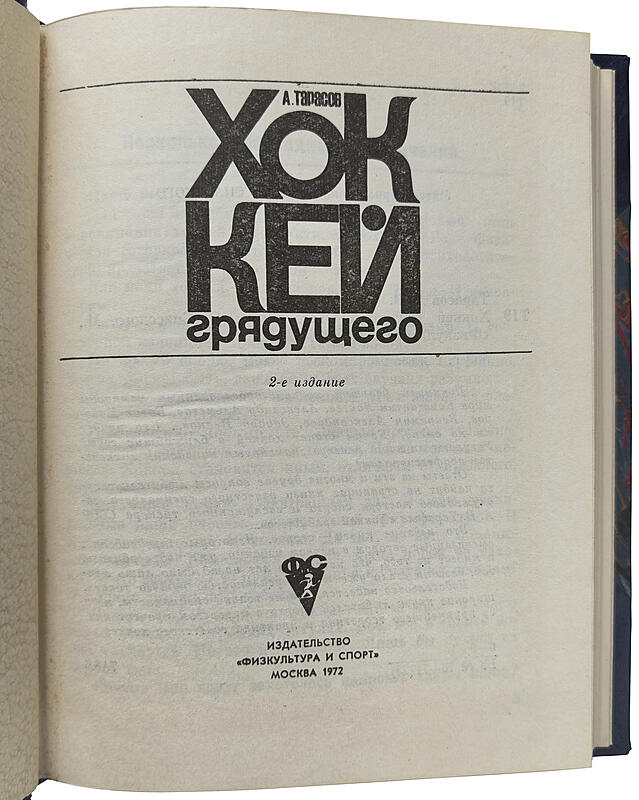 А. Тарасов
ХОК
КЕЙ
грядущего
2-е издание
ФС
ИЗДАТЕЛЬСТВО
«ФИЗКУЛЬТУРА И СПОРТ»
МОСКВА 1972